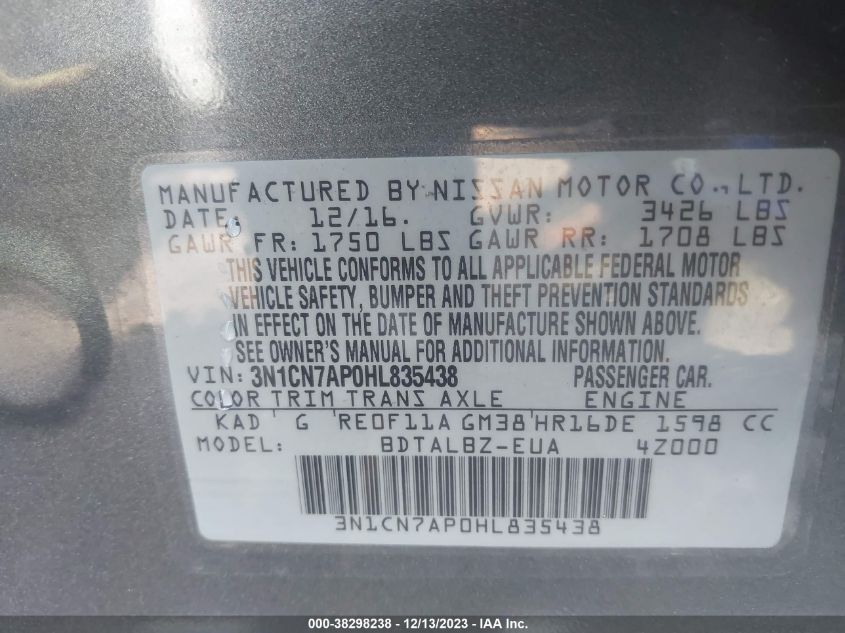 MANUFACTURED BY NISSAN MOTOR CO., LTD.
DATE: 12/16. GVWR: 3426 LBS
GAWR FR: 1750 LBS GAWR RR: 1708 LBS
THIS VEHICLE CONFORMS TO ALL APPLICABLE FEDERAL MOTOR
VEHICLE SAFETY, BUMPER AND THEFT PREVENTION STANDARDS
IN EFFECT ON THE DATE OF MANUFACTURE SHOWN ABOVE.
SEE OWNER'S MANUAL FOR ADDITIONAL INFORMATION.
VIN: 3N1CN7AP0HL835438 PASSENGER CAR.
COLOR TRIM TRANS AXLE ENGINE
KAD G RE0F11A GM38 HR16DE 1598 CC
MODEL: BDTALBZ-EUA 4Z000
3N1CN7AP0HL835438
000-38298238 - 12/13/2023 - IMPACT Auctions, Inc.